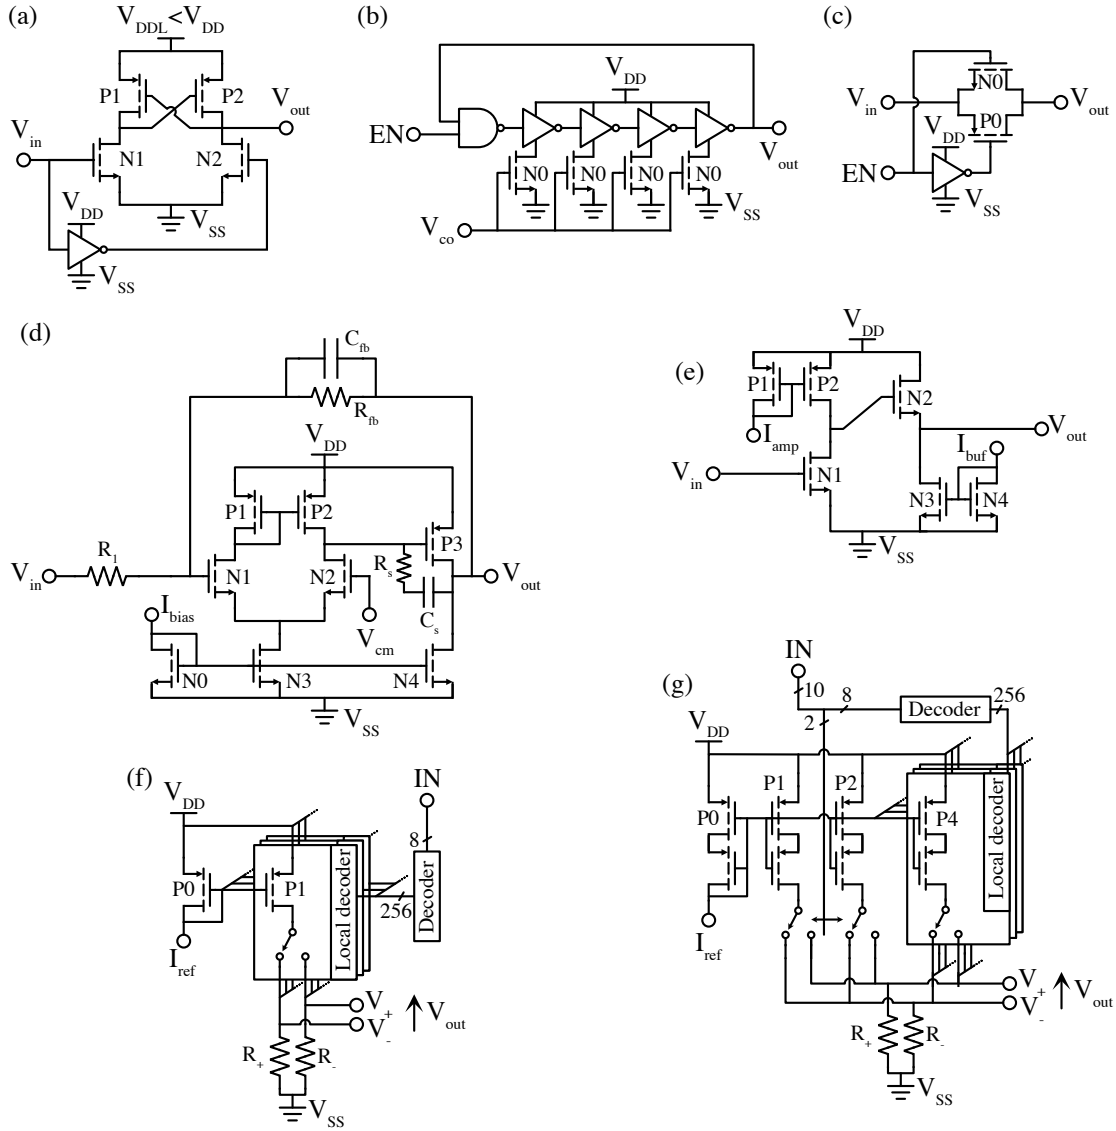 (a)
V_DDL<V_DD
P1
P2
V_out
V_in
N1
N2
V_DD
V_SS
V_SS
(b)
V_DD
EN
V_out
N0
N0
N0
N0
V_SS
V_co
(c)
N0
V_in
V_out
P0
V_DD
EN
V_SS
(d)
C_fb
R_fb
V_DD
P1
P2
P3
R_1
V_in
N1
N2
R_s
V_out
I_bias
C_s
V_cm
N0
N3
N4
V_SS
(e)
V_DD
P1
P2
N2
I_amp
V_out
I_buf
V_in
N1
N3
N4
V_SS
(f)
IN
V_DD
8
P0
P1
Local decoder
Decoder
256
I_ref
V_+
V_-
V_out
R_+
R_-
V_SS
(g)
IN
10
8
Decoder
256
2
V_DD
P1
P2
P0
P4
Local decoder
I_ref
V_+
V_-
V_out
R_+
R_-
V_SS